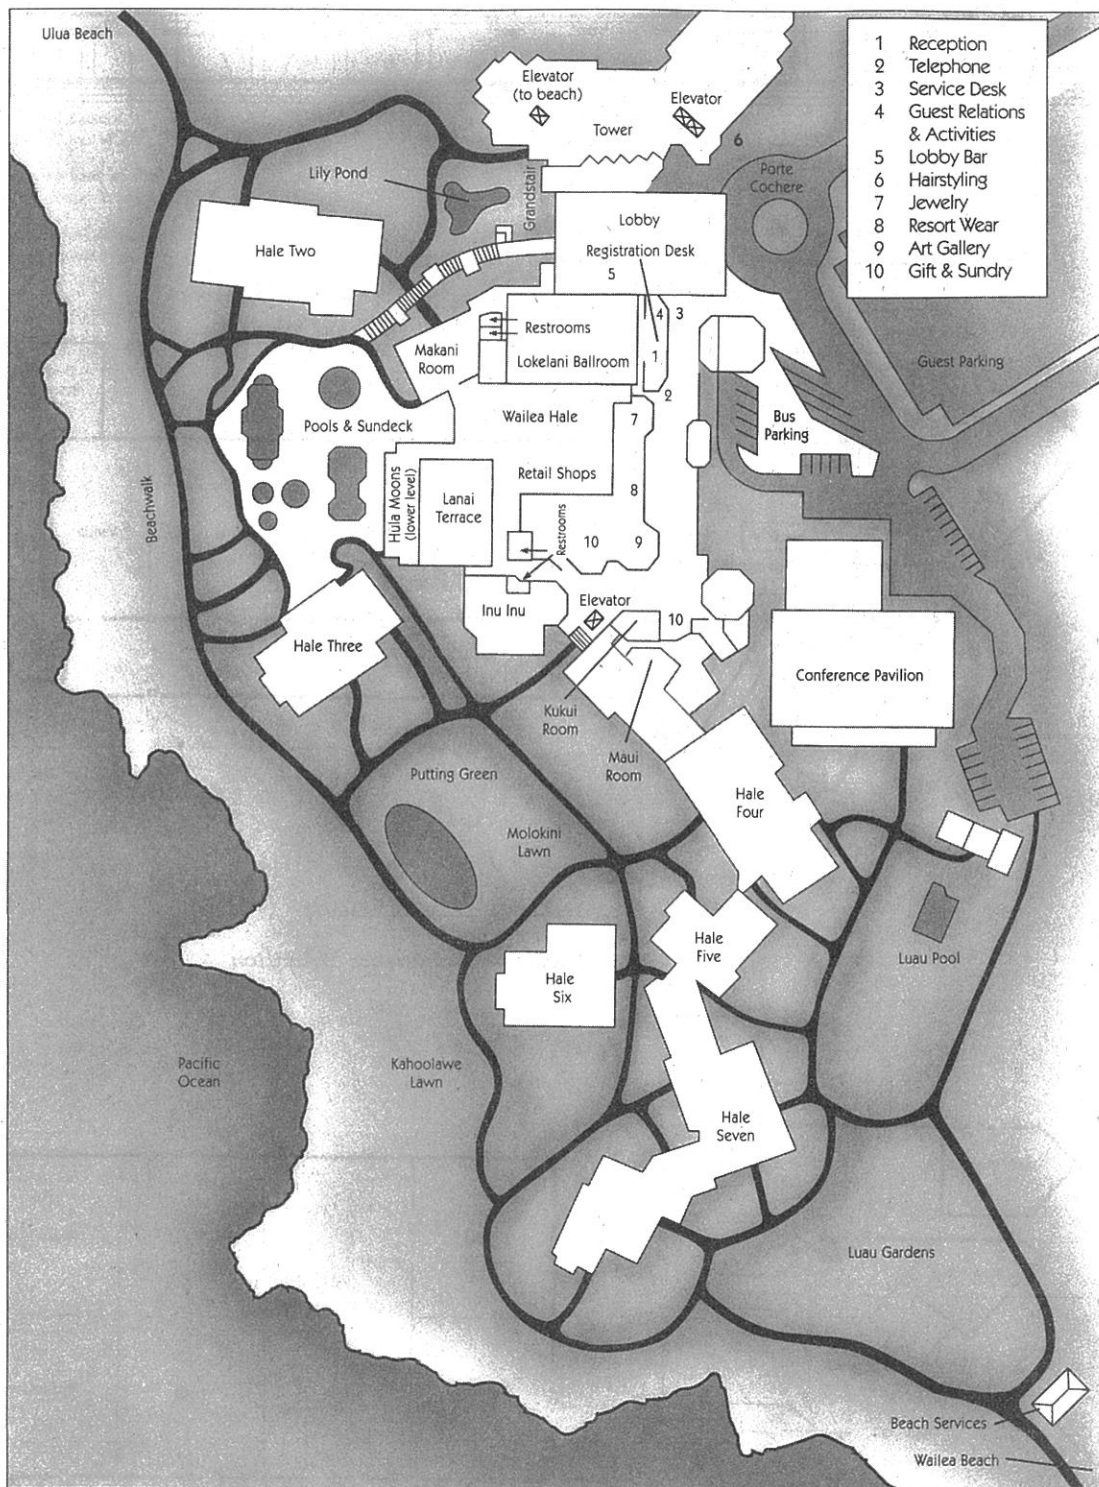 Ulua Beach
Elevator
(to beach)
Elevator
Tower
6
1 Reception
2 Telephone
3 Service Desk
4 Guest Relations
& Activities
5 Lobby Bar
6 Hairstyling
7 Jewelry
8 Resort Wear
9 Art Gallery
10 Gift & Sundry
Lily Pond
Grandstair
Porte
Cochere
Lobby
Registration Desk
5
Hale Two
Restrooms
Lokelani Ballroom
4
3
1
2
Makani
Room
Guest Parking
Pools & Sundeck
Wailea Hale
7
Bus
Parking
Retail Shops
8
Beachwalk
Hula Moons
(lower level)
Lanai
Terrace
Restrooms
10
9
Inu Inu
Elevator
10
Hale Three
Conference Pavilion
Kukui
Room
Maui
Room
Putting Green
Hale
Four
Molokini
Lawn
Hale
Five
Luau Pool
Hale
Six
Pacific
Ocean
Kahoolawe
Lawn
Hale
Seven
Luau Gardens
Beach Services
Wailea Beach